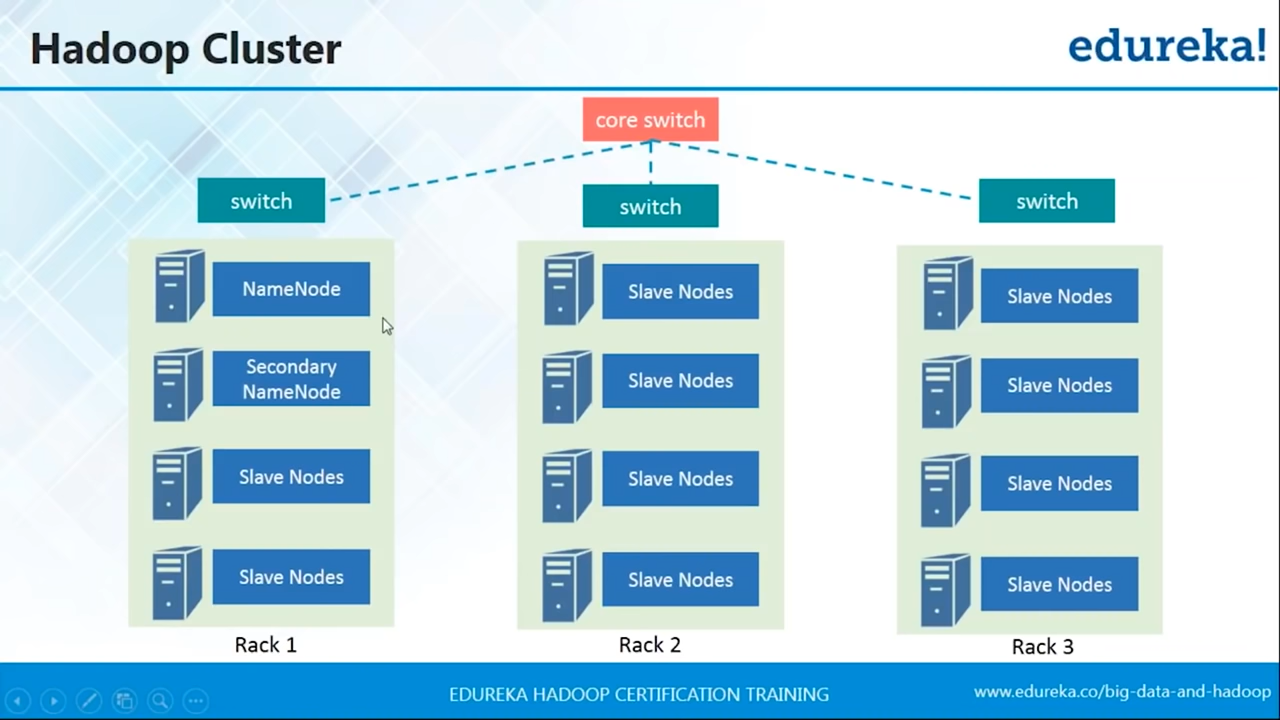 Hadoop Cluster
edureka!
core switch
switch
switch
switch
NameNode
Secondary
NameNode
Slave Nodes
Slave Nodes
Rack 1
Slave Nodes
Slave Nodes
Slave Nodes
Slave Nodes
Rack 2
Slave Nodes
Slave Nodes
Slave Nodes
Slave Nodes
Rack 3
EDUREKA HADOOP CERTIFICATION TRAINING
www.edureka.co/big-data-and-hadoop